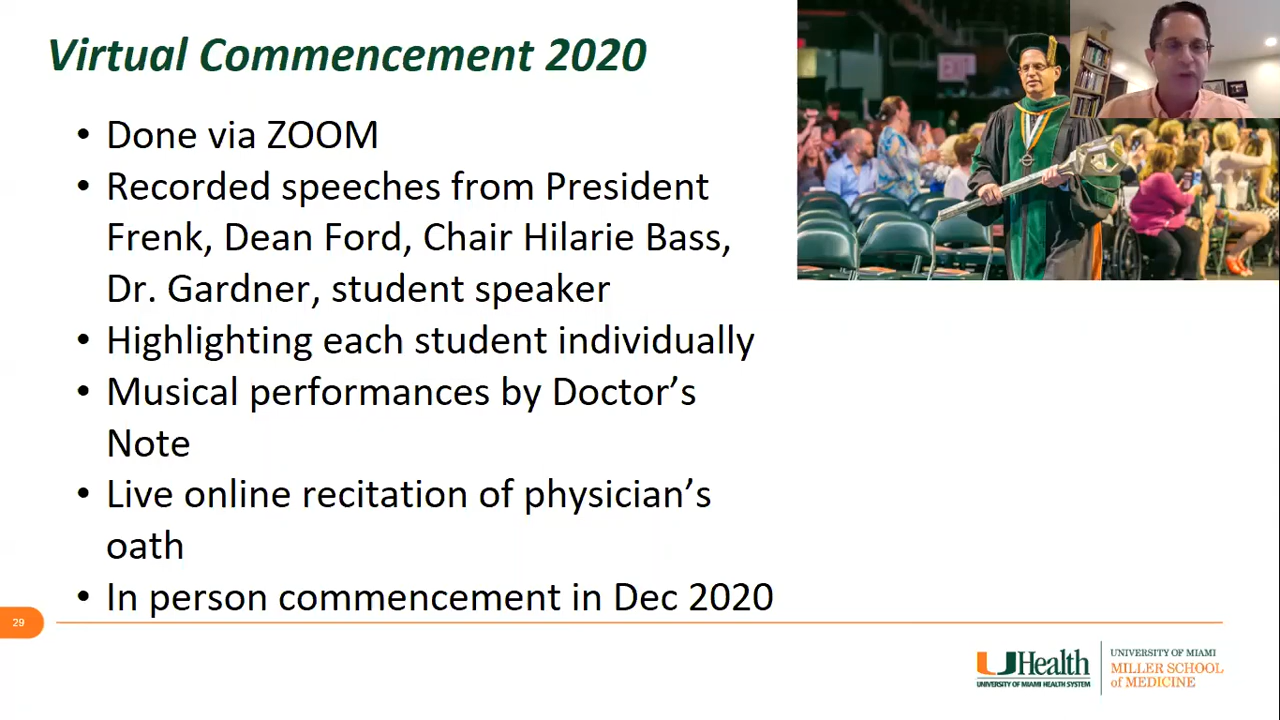 Virtual Commencement 2020
• Done via ZOOM
• Recorded speeches from President
Frenk, Dean Ford, Chair Hilarie Bass,
Dr. Gardner, student speaker
• Highlighting each student individually
• Musical performances by Doctor’s
Note
• Live online recitation of physician’s
oath
• In person commencement in Dec 2020
EXIT
29
UHealth
UNIVERSITY OF MIAMI HEALTH SYSTEM
UNIVERSITY OF MIAMI
MILLER SCHOOL
of MEDICINE